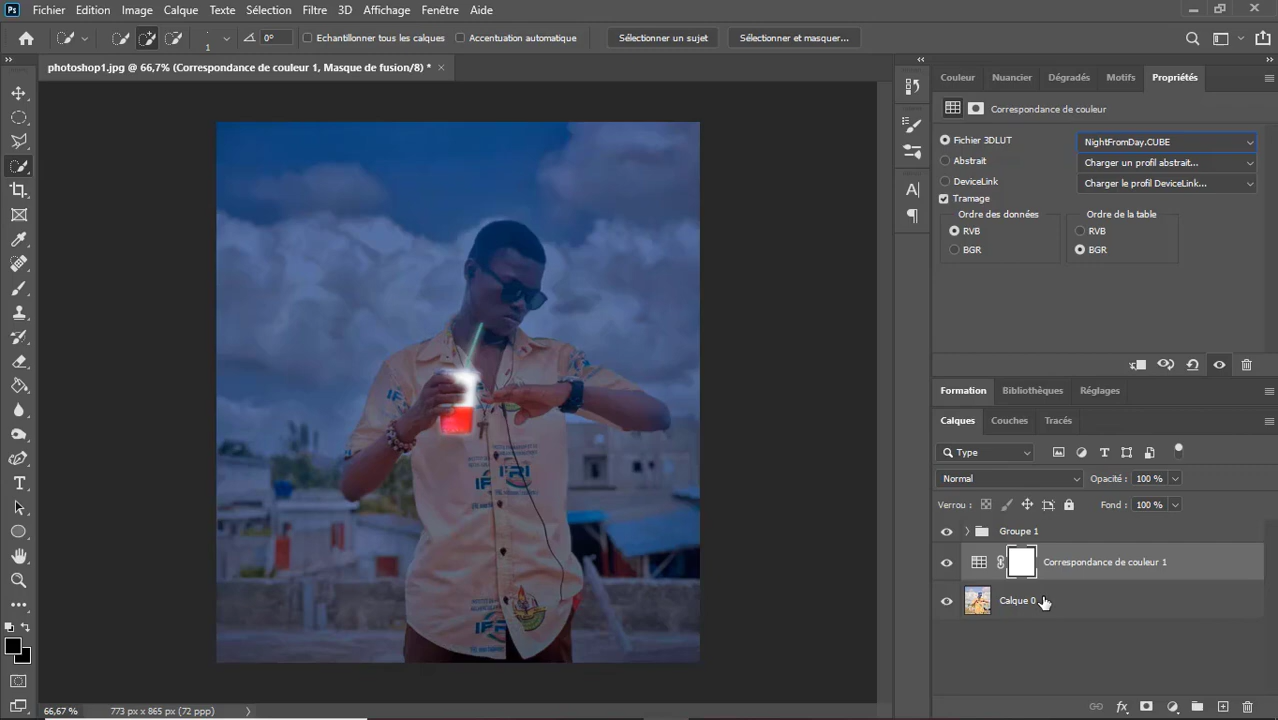 Ps Fichier Edition Image Calque Texte Sélection Filtre 3D Affichage Fenêtre Aide
1 0° Echantillonner tous les calques Accentuation automatique Sélectionner un sujet Sélectionner et masquer...
photoshop1.jpg @ 66,7% (Correspondance de couleur 1, Masque de fusion/8) *
Couleur Nuancier Dégradés Motifs Propriétés
Correspondance de couleur
Fichier 3DLUT NightFromDay.CUBE
Abstrait Charger un profil abstrait...
DeviceLink Charger le profil DeviceLink...
Tramage
Ordre des données Ordre de la table
RVB RVB
BGR BGR
Formation Bibliothèques Réglages
Calques Couches Tracés
Type
Normal Opacité : 100 %
Verrou : Fond : 100 %
Groupe 1
Correspondance de couleur 1
Calque 0
IFRI
IFRI
66,67 % 773 px x 865 px (72 ppp)